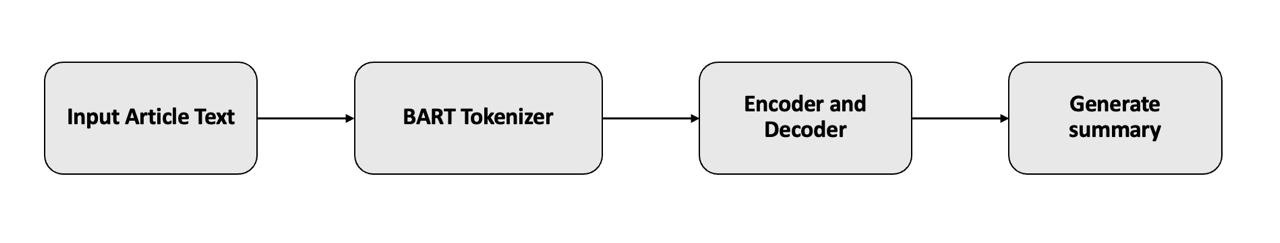 Input Article Text
BART Tokenizer
Encoder and
Decoder
Generate
summary